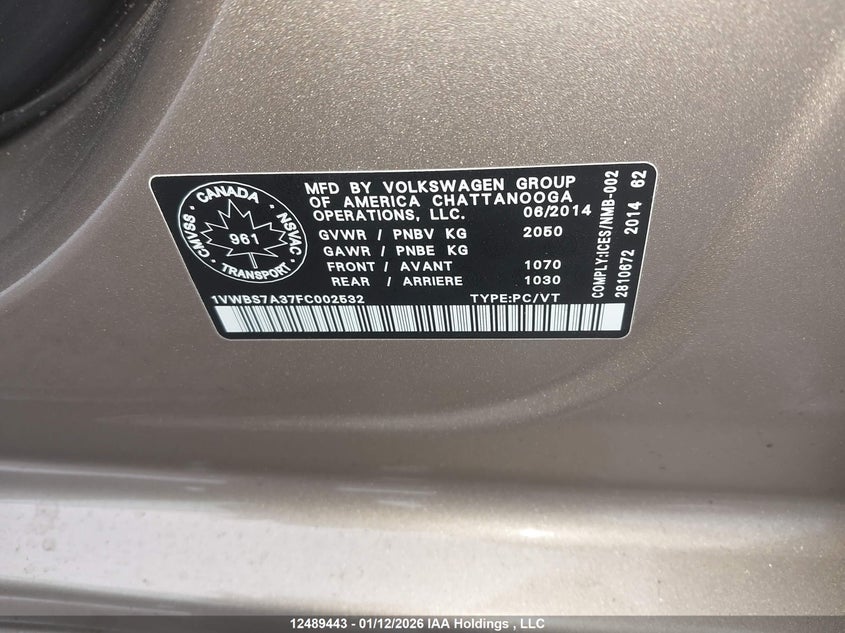 CANADA
CMVSS
NSVAC
961
TRANSPORT
MFD BY VOLKSWAGEN GROUP
OF AMERICA CHATTANOOGA
OPERATIONS, LLC. 06/2014
GVWR / PNBV KG 2050
GAWR / PNBE KG
FRONT / AVANT 1070
REAR / ARRIERE 1030
1VWBS7A37FC002532 TYPE:PC/VT
COMPLY:ICES/NMB-002
2810672 2014 62
12489443 - 01/12/2026 IAA Holdings , LLC